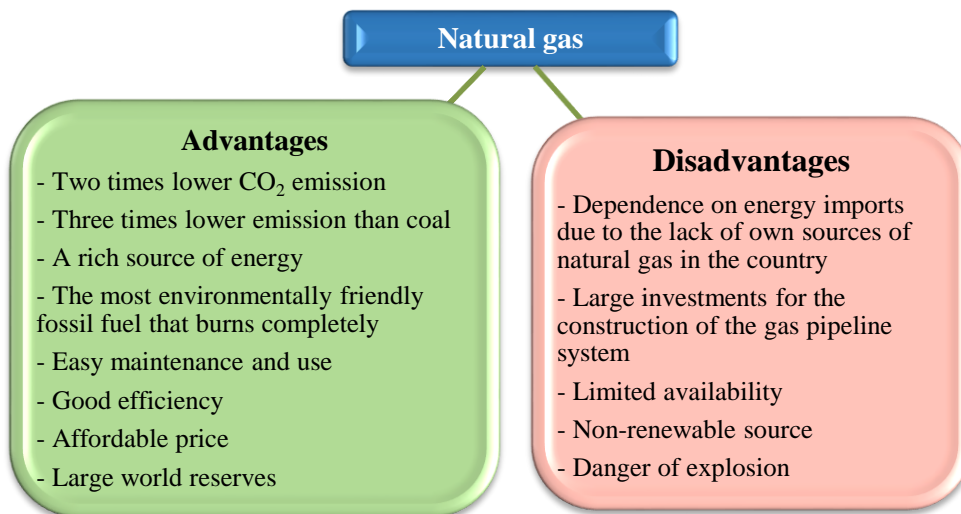 Natural gas
Advantages
- Two times lower CO₂ emission
- Three times lower emission than coal
- A rich source of energy
- The most environmentally friendly
fossil fuel that burns completely
- Easy maintenance and use
- Good efficiency
- Affordable price
- Large world reserves
Disadvantages
- Dependence on energy imports
due to the lack of own sources of
natural gas in the country
- Large investments for the
construction of the gas pipeline
system
- Limited availability
- Non-renewable source
- Danger of explosion